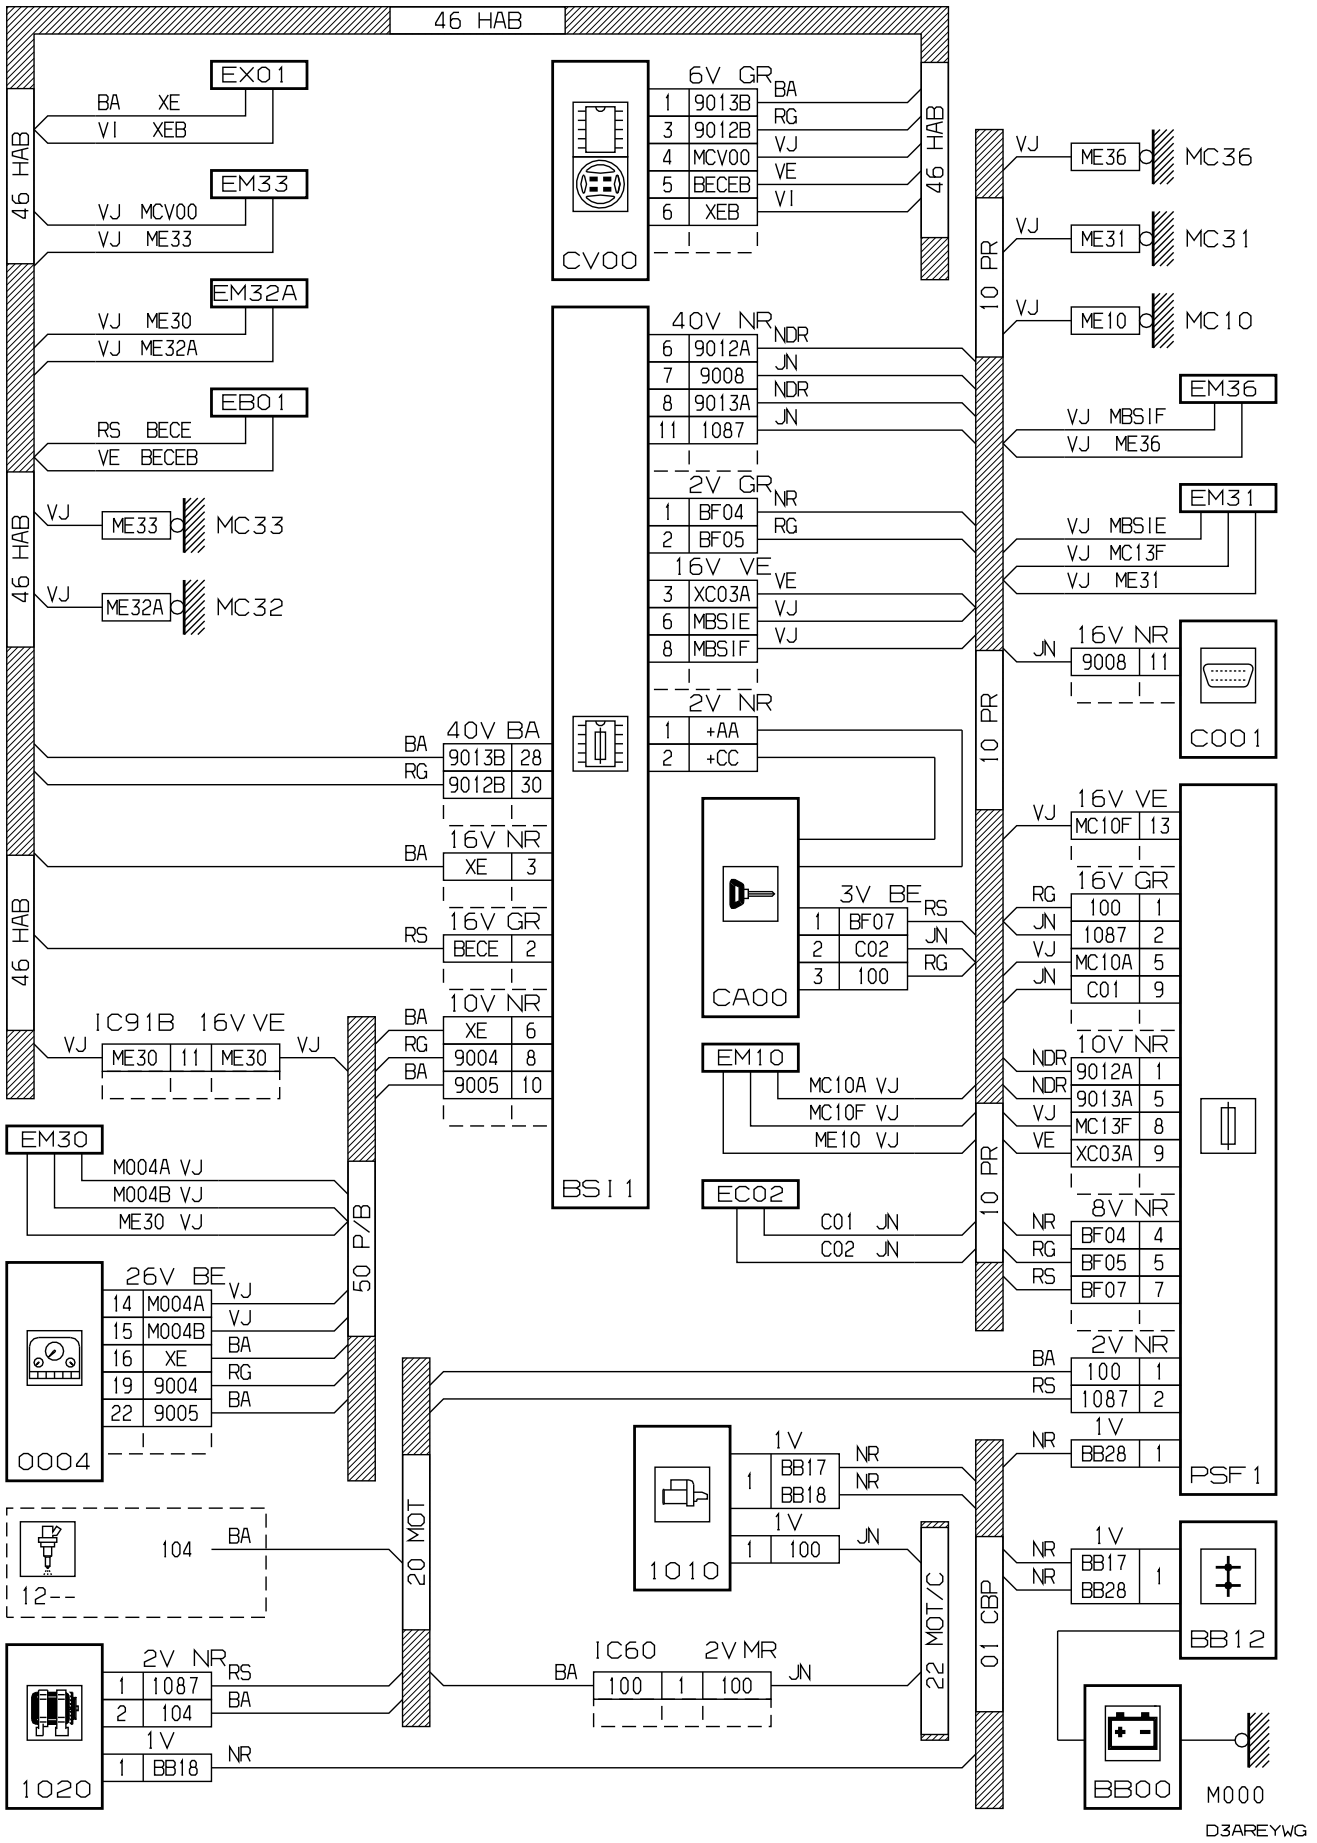 46 HAB
EX01
BA XE
VI XEB
46 HAB
EM33
VJ MCV00
VJ ME33
EM32A
VJ ME30
VJ ME32A
EB01
RS BECE
VE BECEB
46 HAB
VJ ME33 MC33
VJ ME32A MC32
46 HAB
CV00
6V GR
1 9013B BA
3 9012B RG
4 MCV00 VJ
5 BECEB VE
6 XEB VI
46 HAB
BSI1
40V NR
6 9012A NDR
7 9008 JN
8 9013A NDR
11 1087 JN
2V GR
1 BF04 NR
2 BF05 RG
16V VE
3 XC03A VE
6 MBSIE VJ
8 MBSIF VJ
2V NR
1 +AA
2 +CC
40V BA
BA 9013B 28
RG 9012B 30
16V NR
BA XE 3
16V GR
RS BECE 2
10V NR
BA XE 6
RG 9004 8
BA 9005 10
10 PR
VJ ME36 MC36
VJ ME31 MC31
VJ ME10 MC10
EM36
VJ MBSIF
VJ ME36
EM31
VJ MBSIE
VJ MC13F
VJ ME31
10 PR
16V NR
JN 9008 11
C001
CA00
3V BE
1 BF07 RS
2 C02 JN
3 100 RG
EM10
MC10A VJ
MC10F VJ
ME10 VJ
EC02
C01 JN
C02 JN
10 PR
16V VE
VJ MC10F 13
16V GR
RG 100 1
JN 1087 2
VJ MC10A 5
JN C01 9
10V NR
NDR 9012A 1
NDR 9013A 5
VJ MC13F 8
VE XC03A 9
8V NR
NR BF04 4
RG BF05 5
RS BF07 7
2V NR
BA 100 1
RS 1087 2
1V
NR BB28 1
PSF1
IC91B 16V VE
VJ ME30 11 ME30 VJ
EM30
M004A VJ
M004B VJ
ME30 VJ
50 P/B
0004
26V BE
14 M004A VJ
15 M004B VJ
16 XE BA
19 9004 RG
22 9005 BA
12--
104 BA
20 MOT
1020
2V NR
1 1087 RS
2 104 BA
1V
1 BB18 NR
1010
1V
1 BB17 NR
BB18 NR
1V
1 100 JN
22 MOT/C
IC60 2V MR
BA 100 1 100 JN
01 CBP
1V
NR BB17 1
NR BB28
BB12
BB00
M000
D3AREYWG